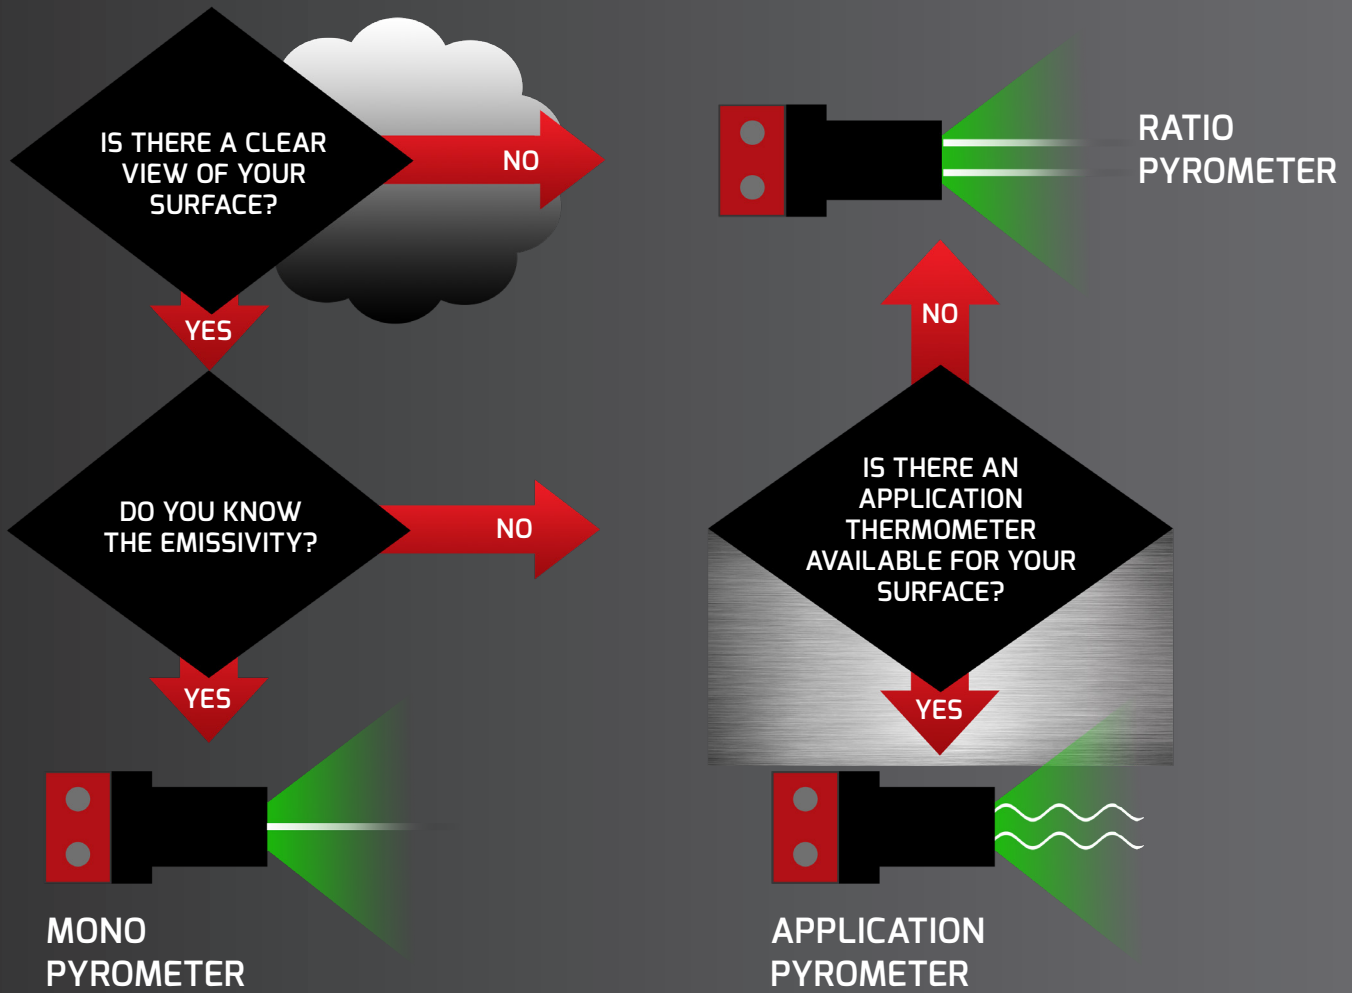 IS THERE A CLEAR
VIEW OF YOUR
SURFACE?
NO
YES
RATIO
PYROMETER
DO YOU KNOW
THE EMISSIVITY?
NO
YES
NO
IS THERE AN
APPLICATION
THERMOMETER
AVAILABLE FOR YOUR
SURFACE?
YES
MONO
PYROMETER
APPLICATION
PYROMETER